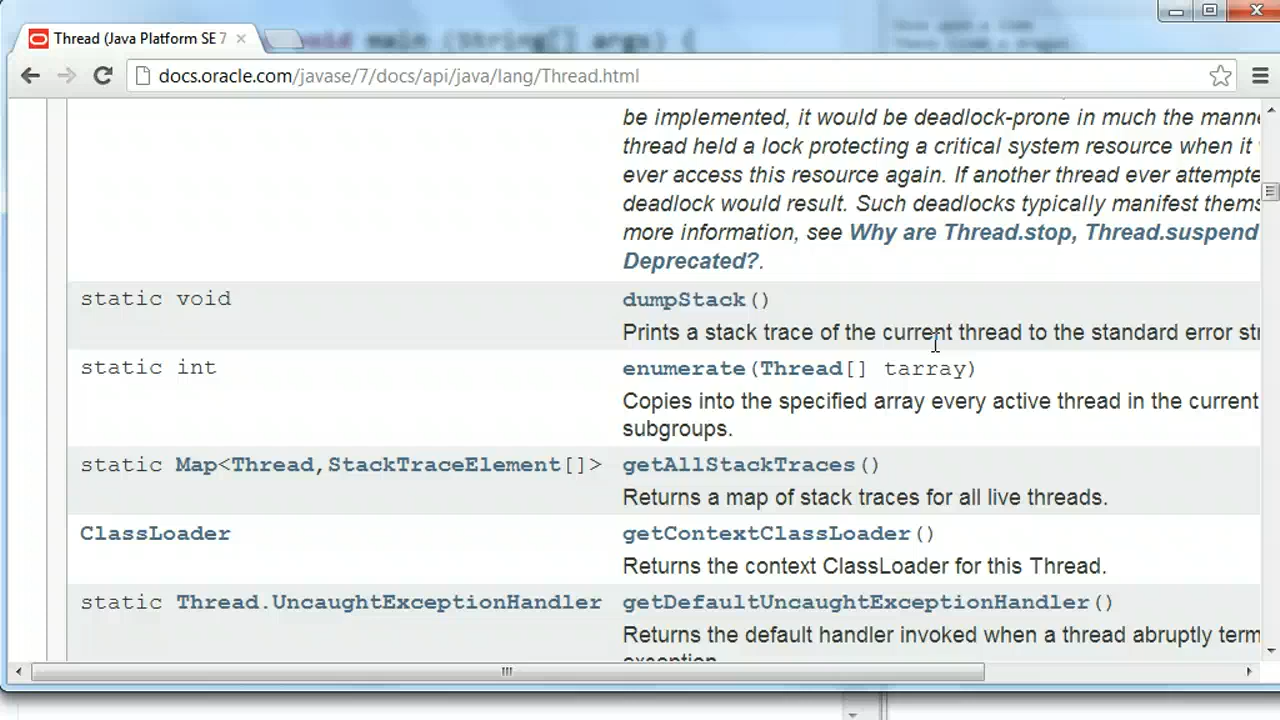 void main (String[] args) {
Thread (Java Platform SE 7
docs.oracle.com/javase/7/docs/api/java/lang/Thread.html
be implemented, it would be deadlock-prone in much the manne
thread held a lock protecting a critical system resource when it
ever access this resource again. If another thread ever attempte
deadlock would result. Such deadlocks typically manifest thems
more information, see Why are Thread.stop, Thread.suspend
Deprecated?.
static void dumpStack()
Prints a stack trace of the current thread to the standard error str
static int enumerate(Thread[] tarray)
Copies into the specified array every active thread in the current
subgroups.
static Map<Thread,StackTraceElement[]> getAllStackTraces()
Returns a map of stack traces for all live threads.
ClassLoader getContextClassLoader()
Returns the context ClassLoader for this Thread.
static Thread.UncaughtExceptionHandler getDefaultUncaughtExceptionHandler()
Returns the default handler invoked when a thread abruptly term
exception.